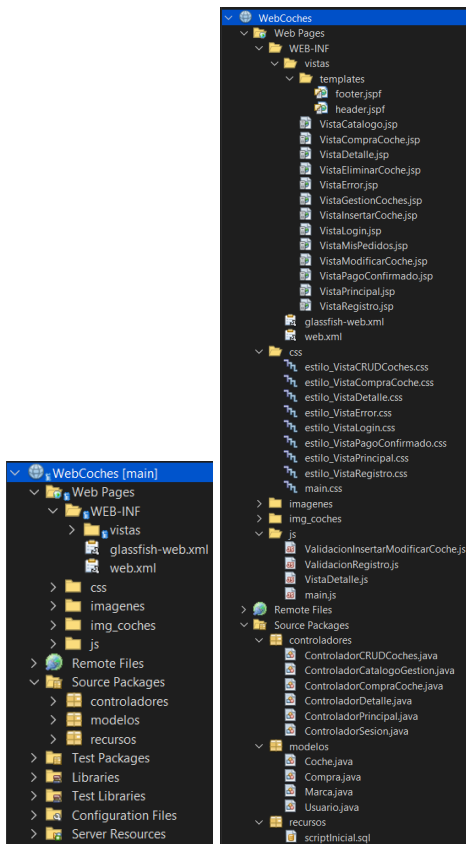 WebCoches [main]
Web Pages
WEB-INF
vistas
glassfish-web.xml
web.xml
css
imagenes
img_coches
js
Remote Files
Source Packages
controladores
modelos
recursos
Test Packages
Libraries
Test Libraries
Configuration Files
Server Resources
WebCoches
Web Pages
WEB-INF
vistas
templates
footer.jspf
header.jspf
VistaCatalogo.jsp
VistaCompraCoche.jsp
VistaDetalle.jsp
VistaEliminarCoche.jsp
VistaError.jsp
VistaGestionCoches.jsp
VistaInsertarCoche.jsp
VistaLogin.jsp
VistaMisPedidos.jsp
VistaModificarCoche.jsp
VistaPagoConfirmado.jsp
VistaPrincipal.jsp
VistaRegistro.jsp
glassfish-web.xml
web.xml
css
estilo_VistaCRUDCoches.css
estilo_VistaCompraCoche.css
estilo_VistaDetalle.css
estilo_VistaError.css
estilo_VistaLogin.css
estilo_VistaPagoConfirmado.css
estilo_VistaPrincipal.css
estilo_VistaRegistro.css
main.css
imagenes
img_coches
js
ValidacionInsertarModificarCoche.js
ValidacionRegistro.js
VistaDetalle.js
main.js
Remote Files
Source Packages
controladores
ControladorCRUDCoches.java
ControladorCatalogoGestion.java
ControladorCompraCoche.java
ControladorDetalle.java
ControladorPrincipal.java
ControladorSesion.java
modelos
Coche.java
Compra.java
Marca.java
Usuario.java
recursos
scriptInicial.sql